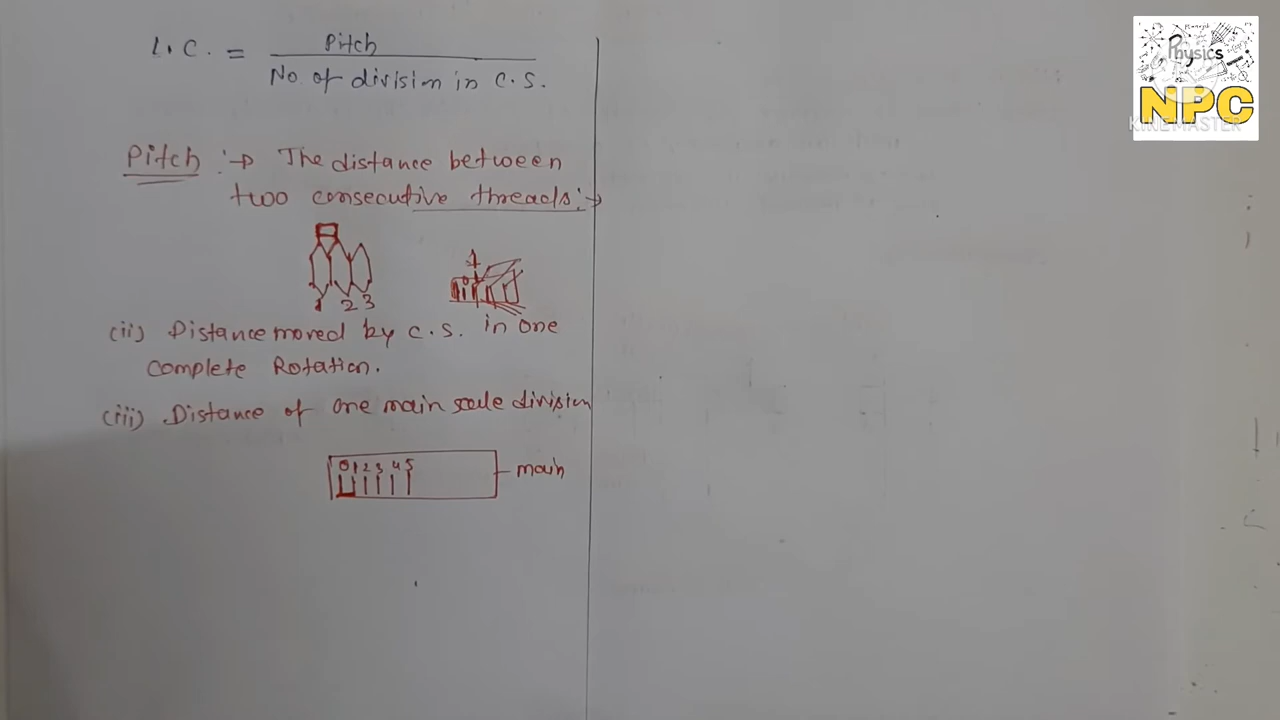 L.C. = Pitch
No. of division in C.S.
Pitch :→ The distance between
two consecutive threads:→
1 2 3
1
0
(ii) Distance moved by C.S. in one
Complete Rotation.
(iii) Distance of one main scale division
0 1 2 3 4 5
main
Physics
NPC
KINEMASTER